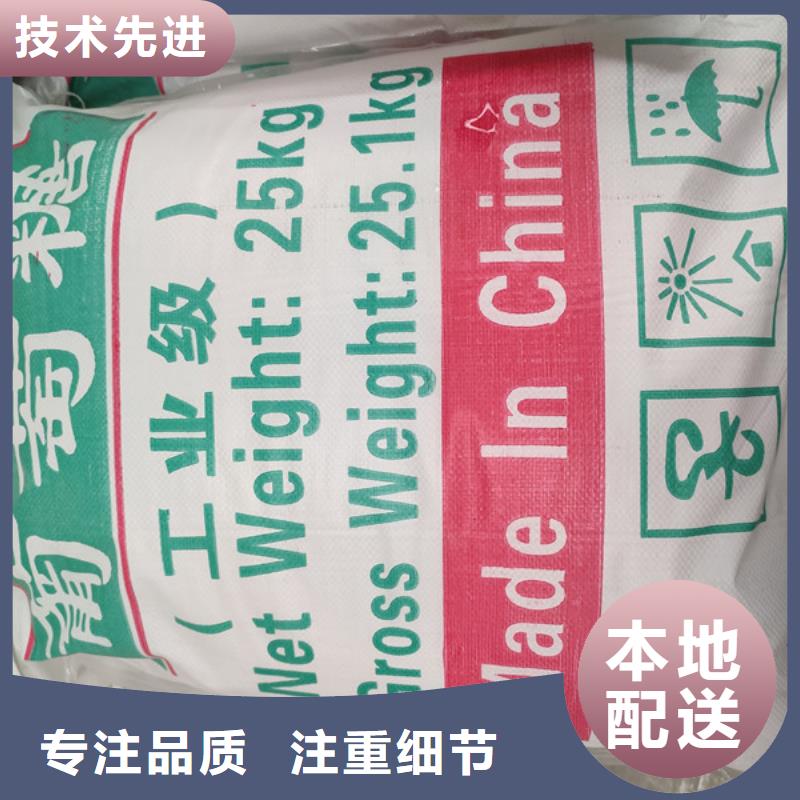 技术先进
葡萄糖
（工业级）
Net Weight: 25kg
Gross Weight: 25.1kg
Made In China
本地
配送
专注品质 注重细节